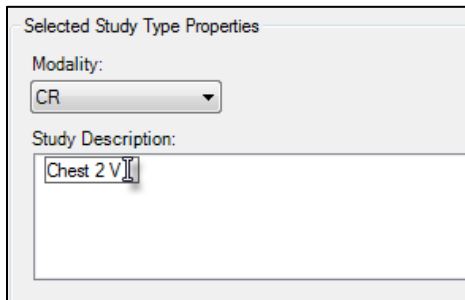 Selected Study Type Properties
Modality:
CR
Study Description:
Chest 2 V